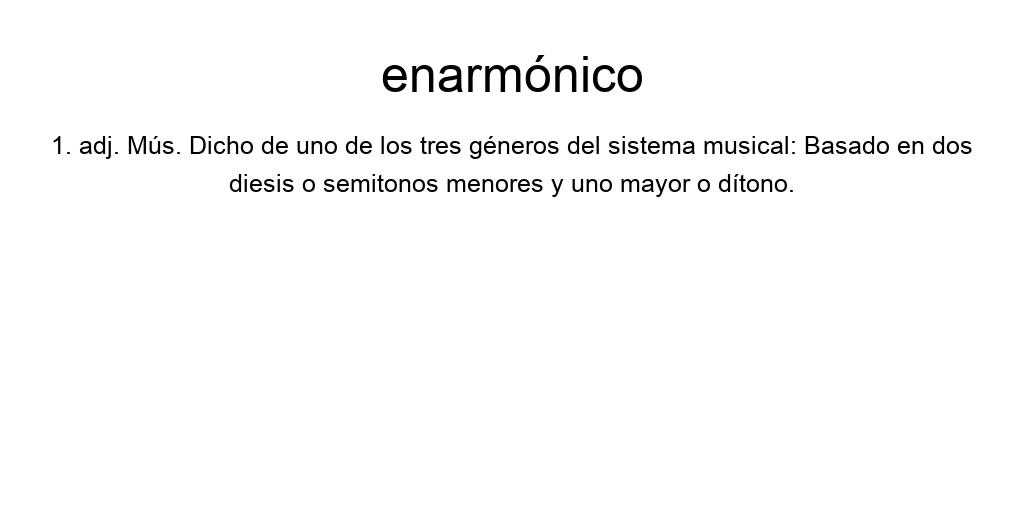 enarmónico
1. adj. Mús. Dicho de uno de los tres géneros del sistema musical: Basado en dos
diesis o semitonos menores y uno mayor o dítono.